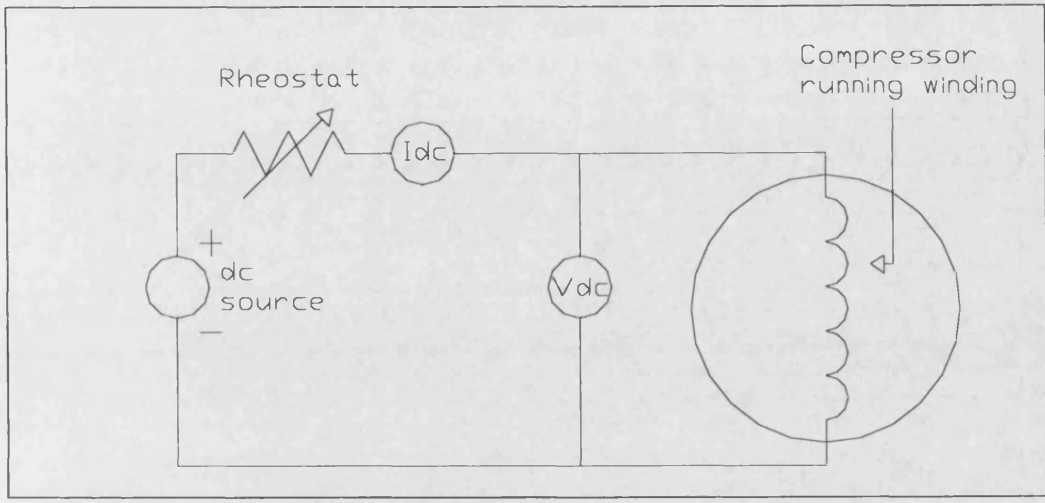 Compressor
running winding
Rheostat
Idc
+
dc
source
Vdc
−